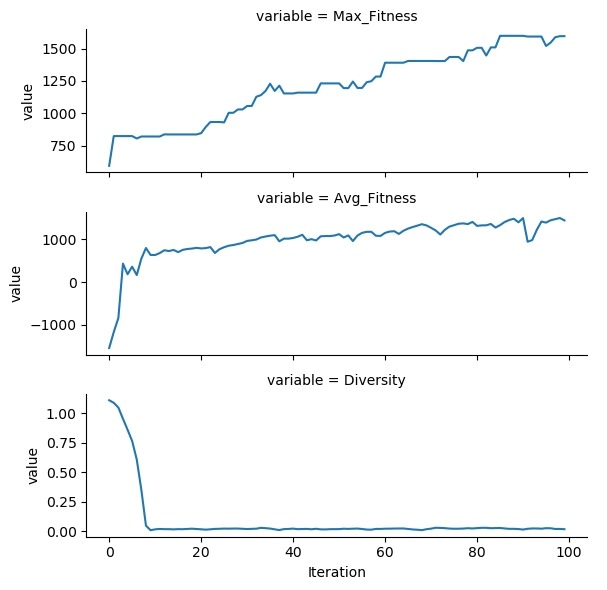 variable = Max_Fitness
1500
1250
1000
750
value
variable = Avg_Fitness
1000
0
−1000
value
variable = Diversity
1.00
0.75
0.50
0.25
0.00
value
0 20 40 60 80 100
Iteration